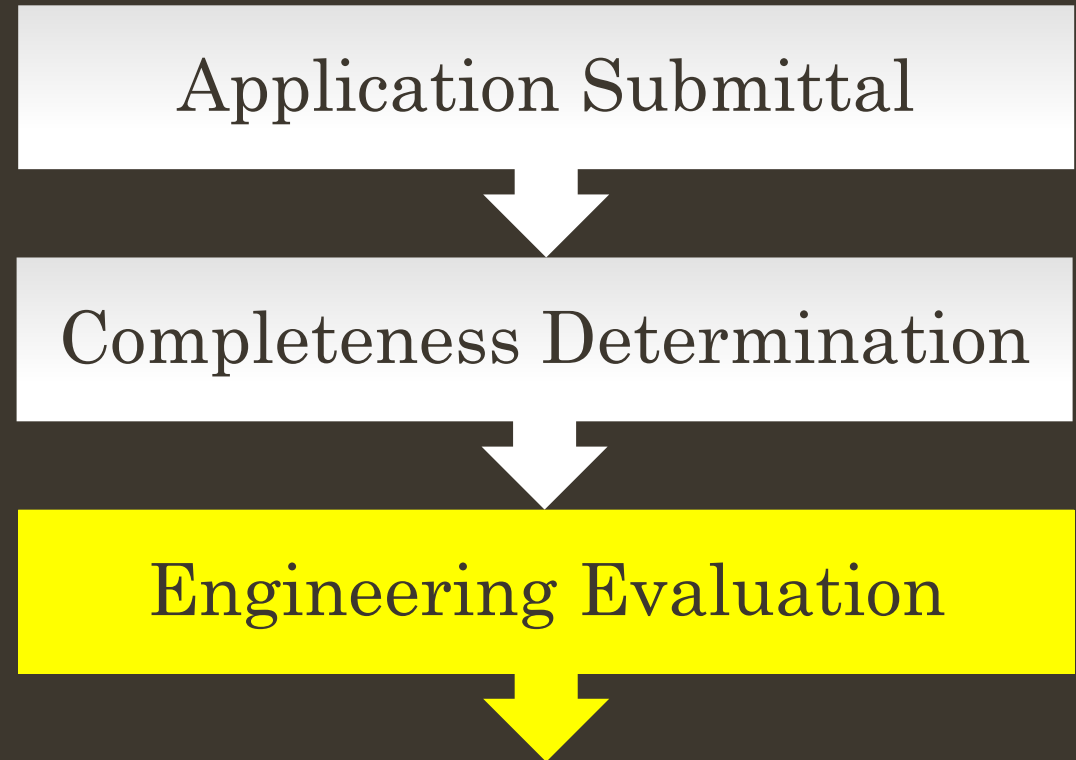 Application Submittal
Completeness Determination
Engineering Evaluation